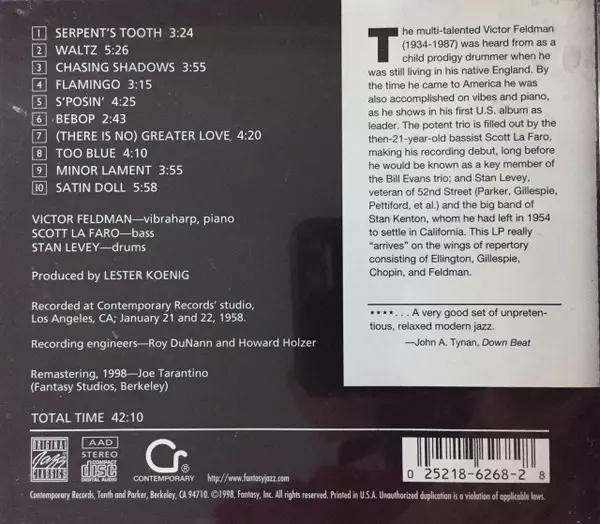 1 SERPENT'S TOOTH 3:24
2 WALTZ 5:26
3 CHASING SHADOWS 3:55
4 FLAMINGO 3:15
5 S'POSIN' 4:25
6 BEBOP 2:43
7 (THERE IS NO) GREATER LOVE 4:20
8 TOO BLUE 4:10
9 MINOR LAMENT 3:55
10 SATIN DOLL 5:58
VICTOR FELDMAN—vibraharp, piano
SCOTT LA FARO—bass
STAN LEVEY—drums
Produced by LESTER KOENIG
Recorded at Contemporary Records' studio,
Los Angeles, CA; January 21 and 22, 1958.
Recording engineers—Roy DuNann and Howard Holzer
Remastering, 1998—Joe Tarantino
(Fantasy Studios, Berkeley)
TOTAL TIME 42:10
The multi-talented Victor Feldman
(1934-1987) was heard from as a
child prodigy drummer when he
was still living in his native England. By
the time he came to America he was
also accomplished on vibes and piano,
as he shows in his first U.S. album as
leader. The potent trio is filled out by the
then-21-year-old bassist Scott La Faro,
making his recording debut, long before
he would be known as a key member of
the Bill Evans trio; and Stan Levey,
veteran of 52nd Street (Parker, Gillespie,
Pettiford, et al.) and the big band of
Stan Kenton, whom he had left in 1954
to settle in California. This LP really
"arrives" on the wings of repertory
consisting of Ellington, Gillespie,
Chopin, and Feldman.
****. . . A very good set of unpreten-
tious, relaxed modern jazz.
—John A. Tynan, Down Beat
ORIGINAL
Jazz
CLASSICS
AAD
STEREO
COMPACT
disc
DIGITAL AUDIO
CR
CONTEMPORARY
http://www.fantasyjazz.com
0 25218-6268-2 8
Contemporary Records, Tenth and Parker, Berkeley, CA 94710. ©1998, Fantasy, Inc. All rights reserved. Printed in U.S.A. Unauthorized duplication is a violation of applicable laws.